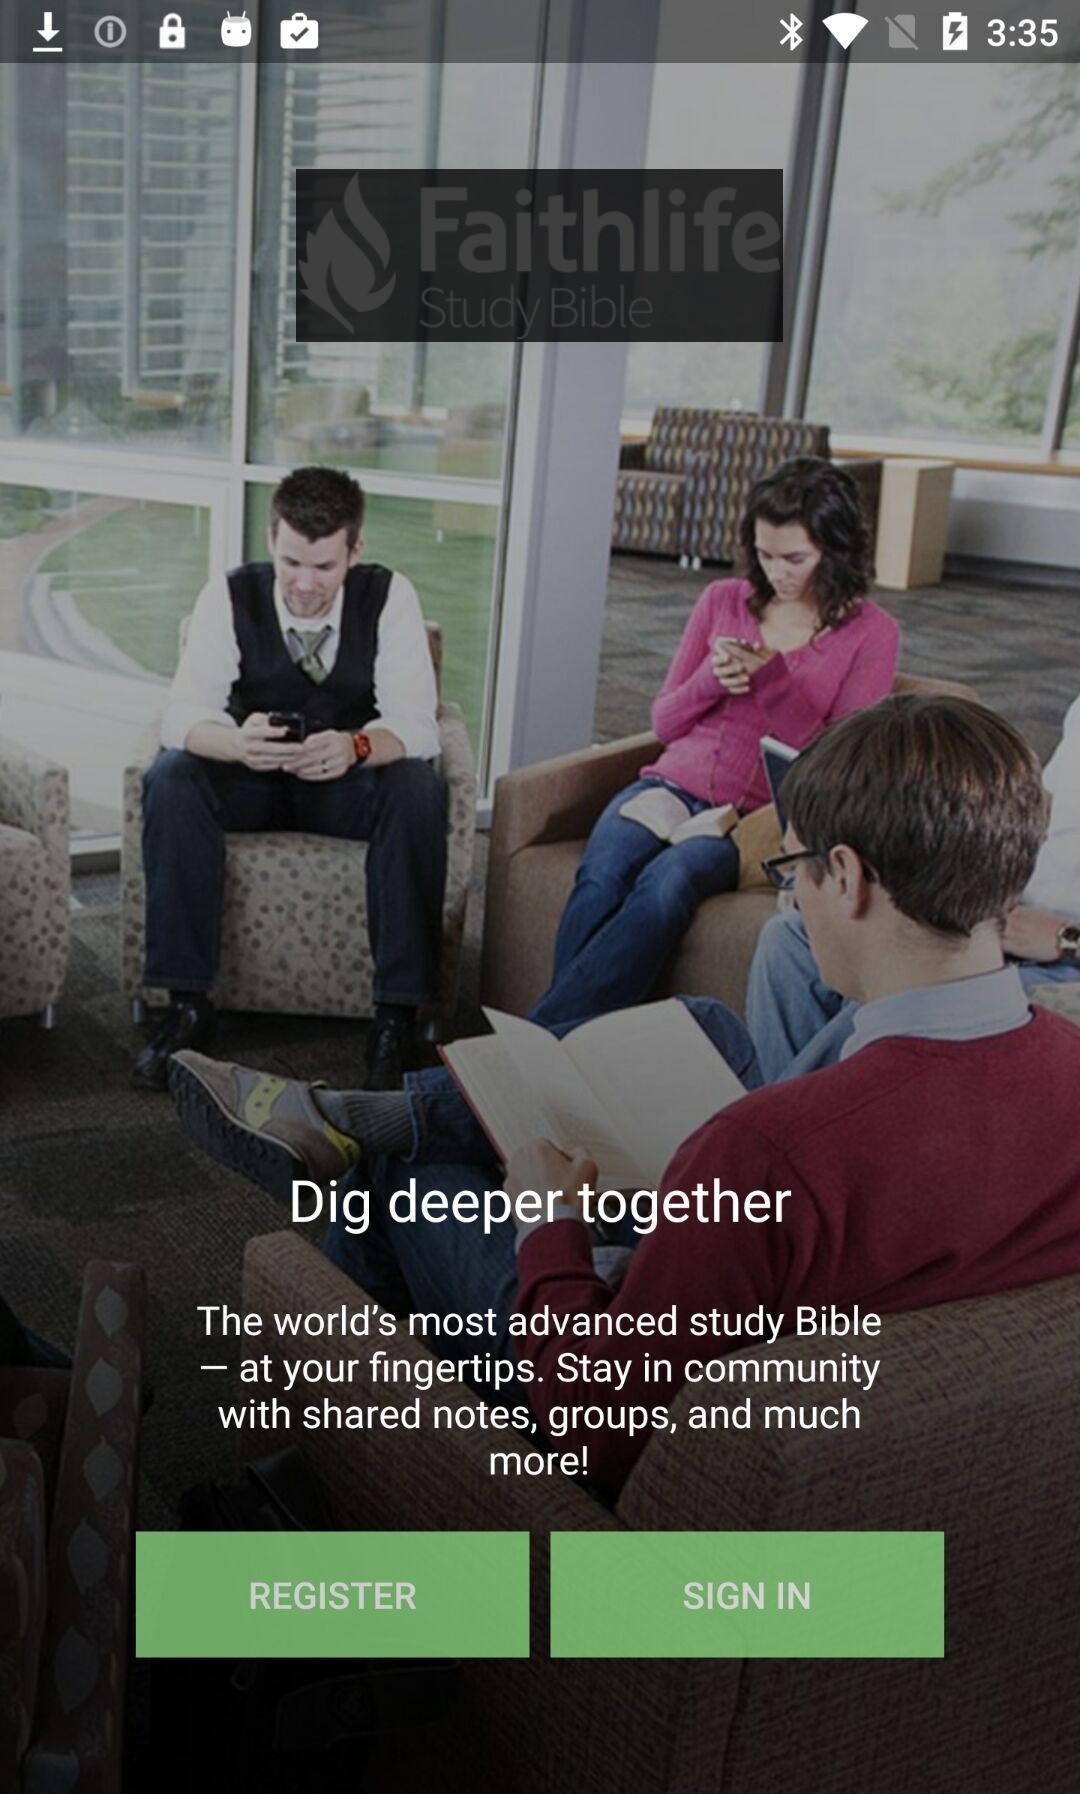 3:35
Faithlife
Study Bible
Dig deeper together
The world’s most advanced study Bible
— at your fingertips. Stay in community
with shared notes, groups, and much
more!
REGISTER
SIGN IN